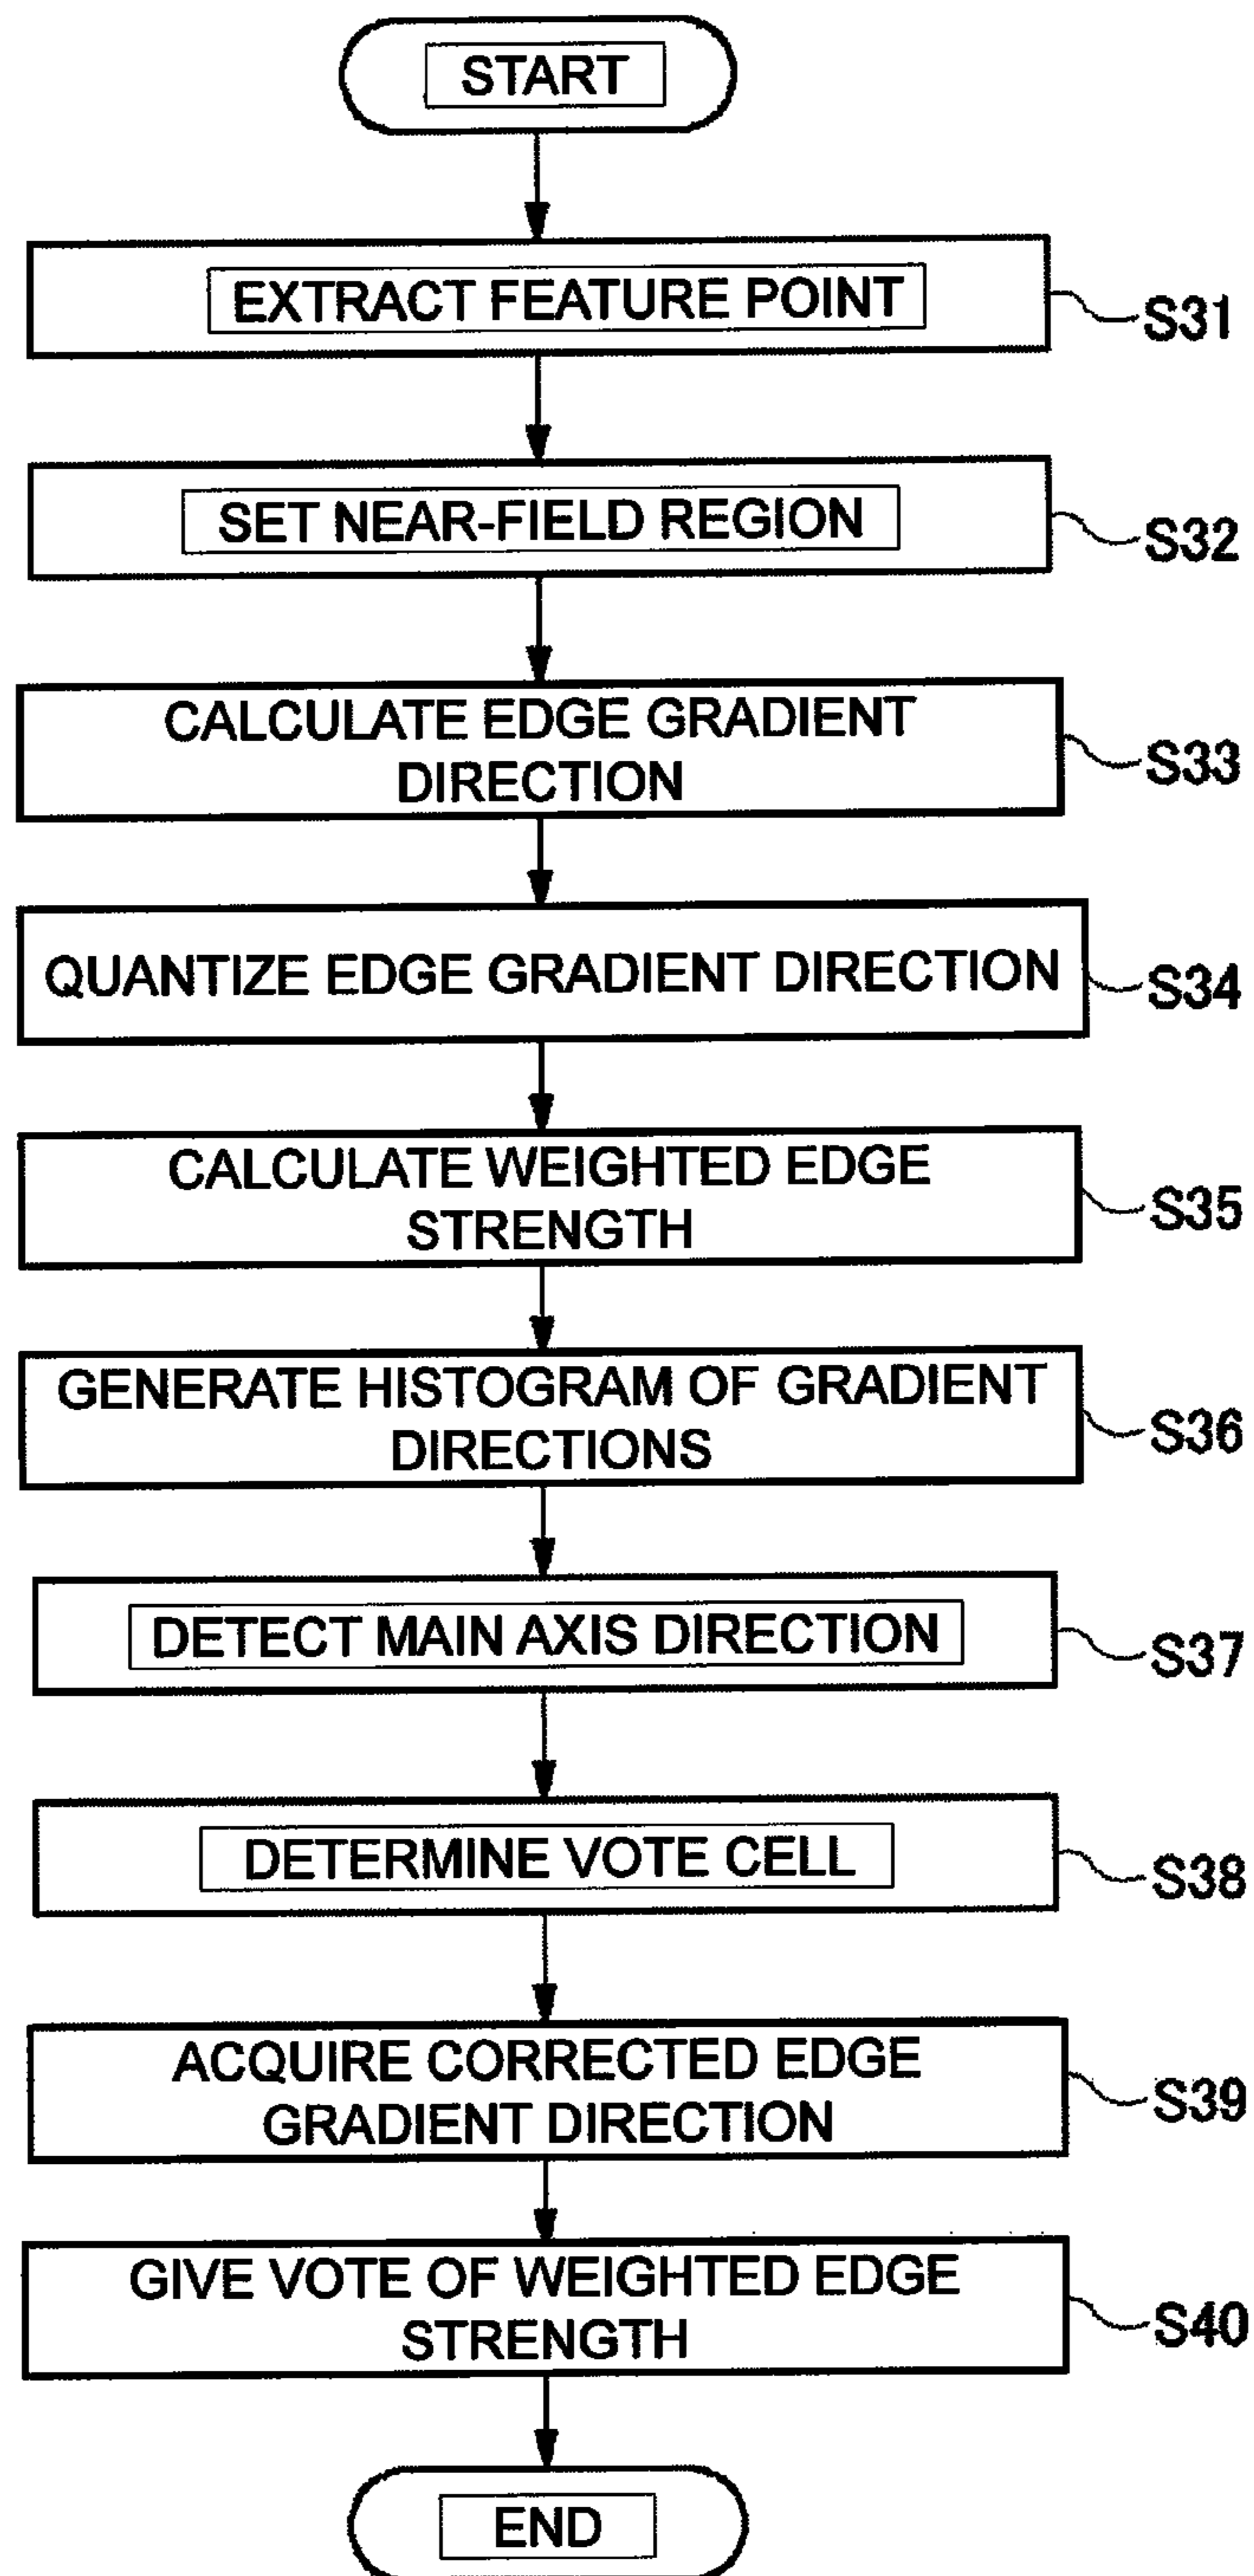 START
EXTRACT FEATURE POINT
S31
SET NEAR-FIELD REGION
S32
CALCULATE EDGE GRADIENT
DIRECTION
S33
QUANTIZE EDGE GRADIENT DIRECTION
S34
CALCULATE WEIGHTED EDGE
STRENGTH
S35
GENERATE HISTOGRAM OF GRADIENT
DIRECTIONS
S36
DETECT MAIN AXIS DIRECTION
S37
DETERMINE VOTE CELL
S38
ACQUIRE CORRECTED EDGE
GRADIENT DIRECTION
S39
GIVE VOTE OF WEIGHTED EDGE
STRENGTH
S40
END